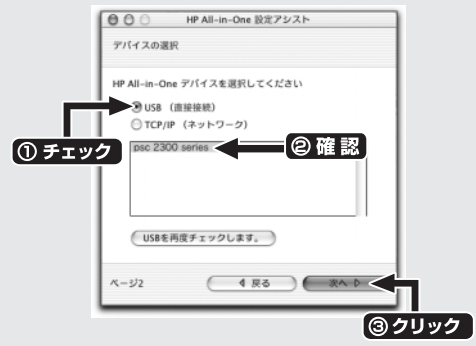 HP All-in-One 設定アシスト
デバイスの選択
HP All-in-One デバイスを選択してください
USB （直接接続）
TCP/IP （ネットワーク）
① チェック
psc 2300 series
② 確認
USBを再度チェックします。
ページ2
戻る
次へ
③ クリック